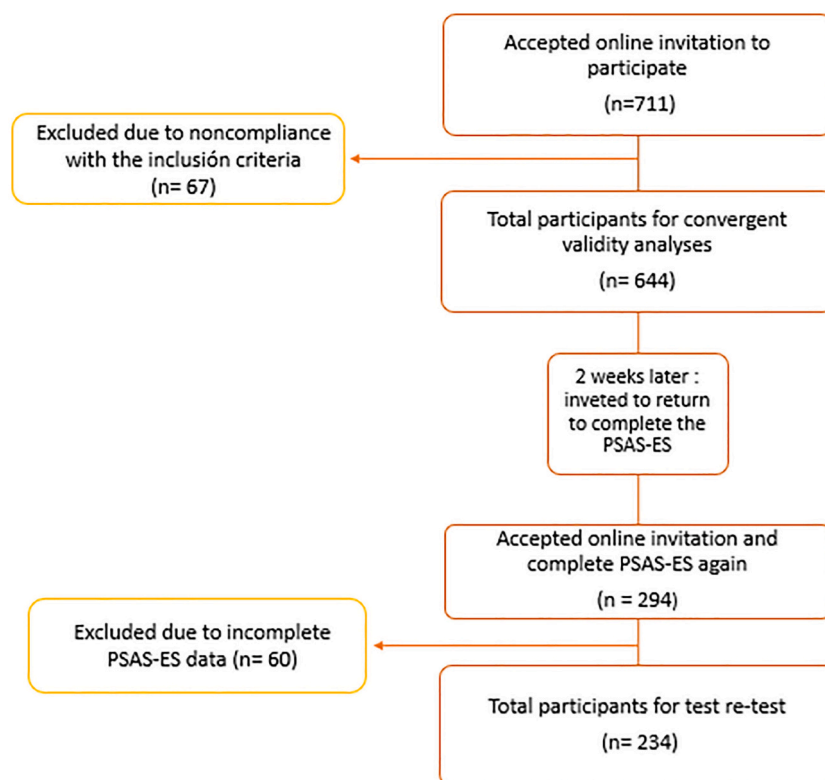 Accepted online invitation to
participate
(n=711)
Excluded due to noncompliance
with the inclusión criteria
(n= 67)
Total participants for convergent
validity analyses
(n= 644)
2 weeks later :
inveted to return
to complete the
PSAS-ES
Accepted online invitation and
complete PSAS-ES again
(n = 294)
Excluded due to incomplete
PSAS-ES data (n= 60)
Total participants for test re-test
(n= 234)